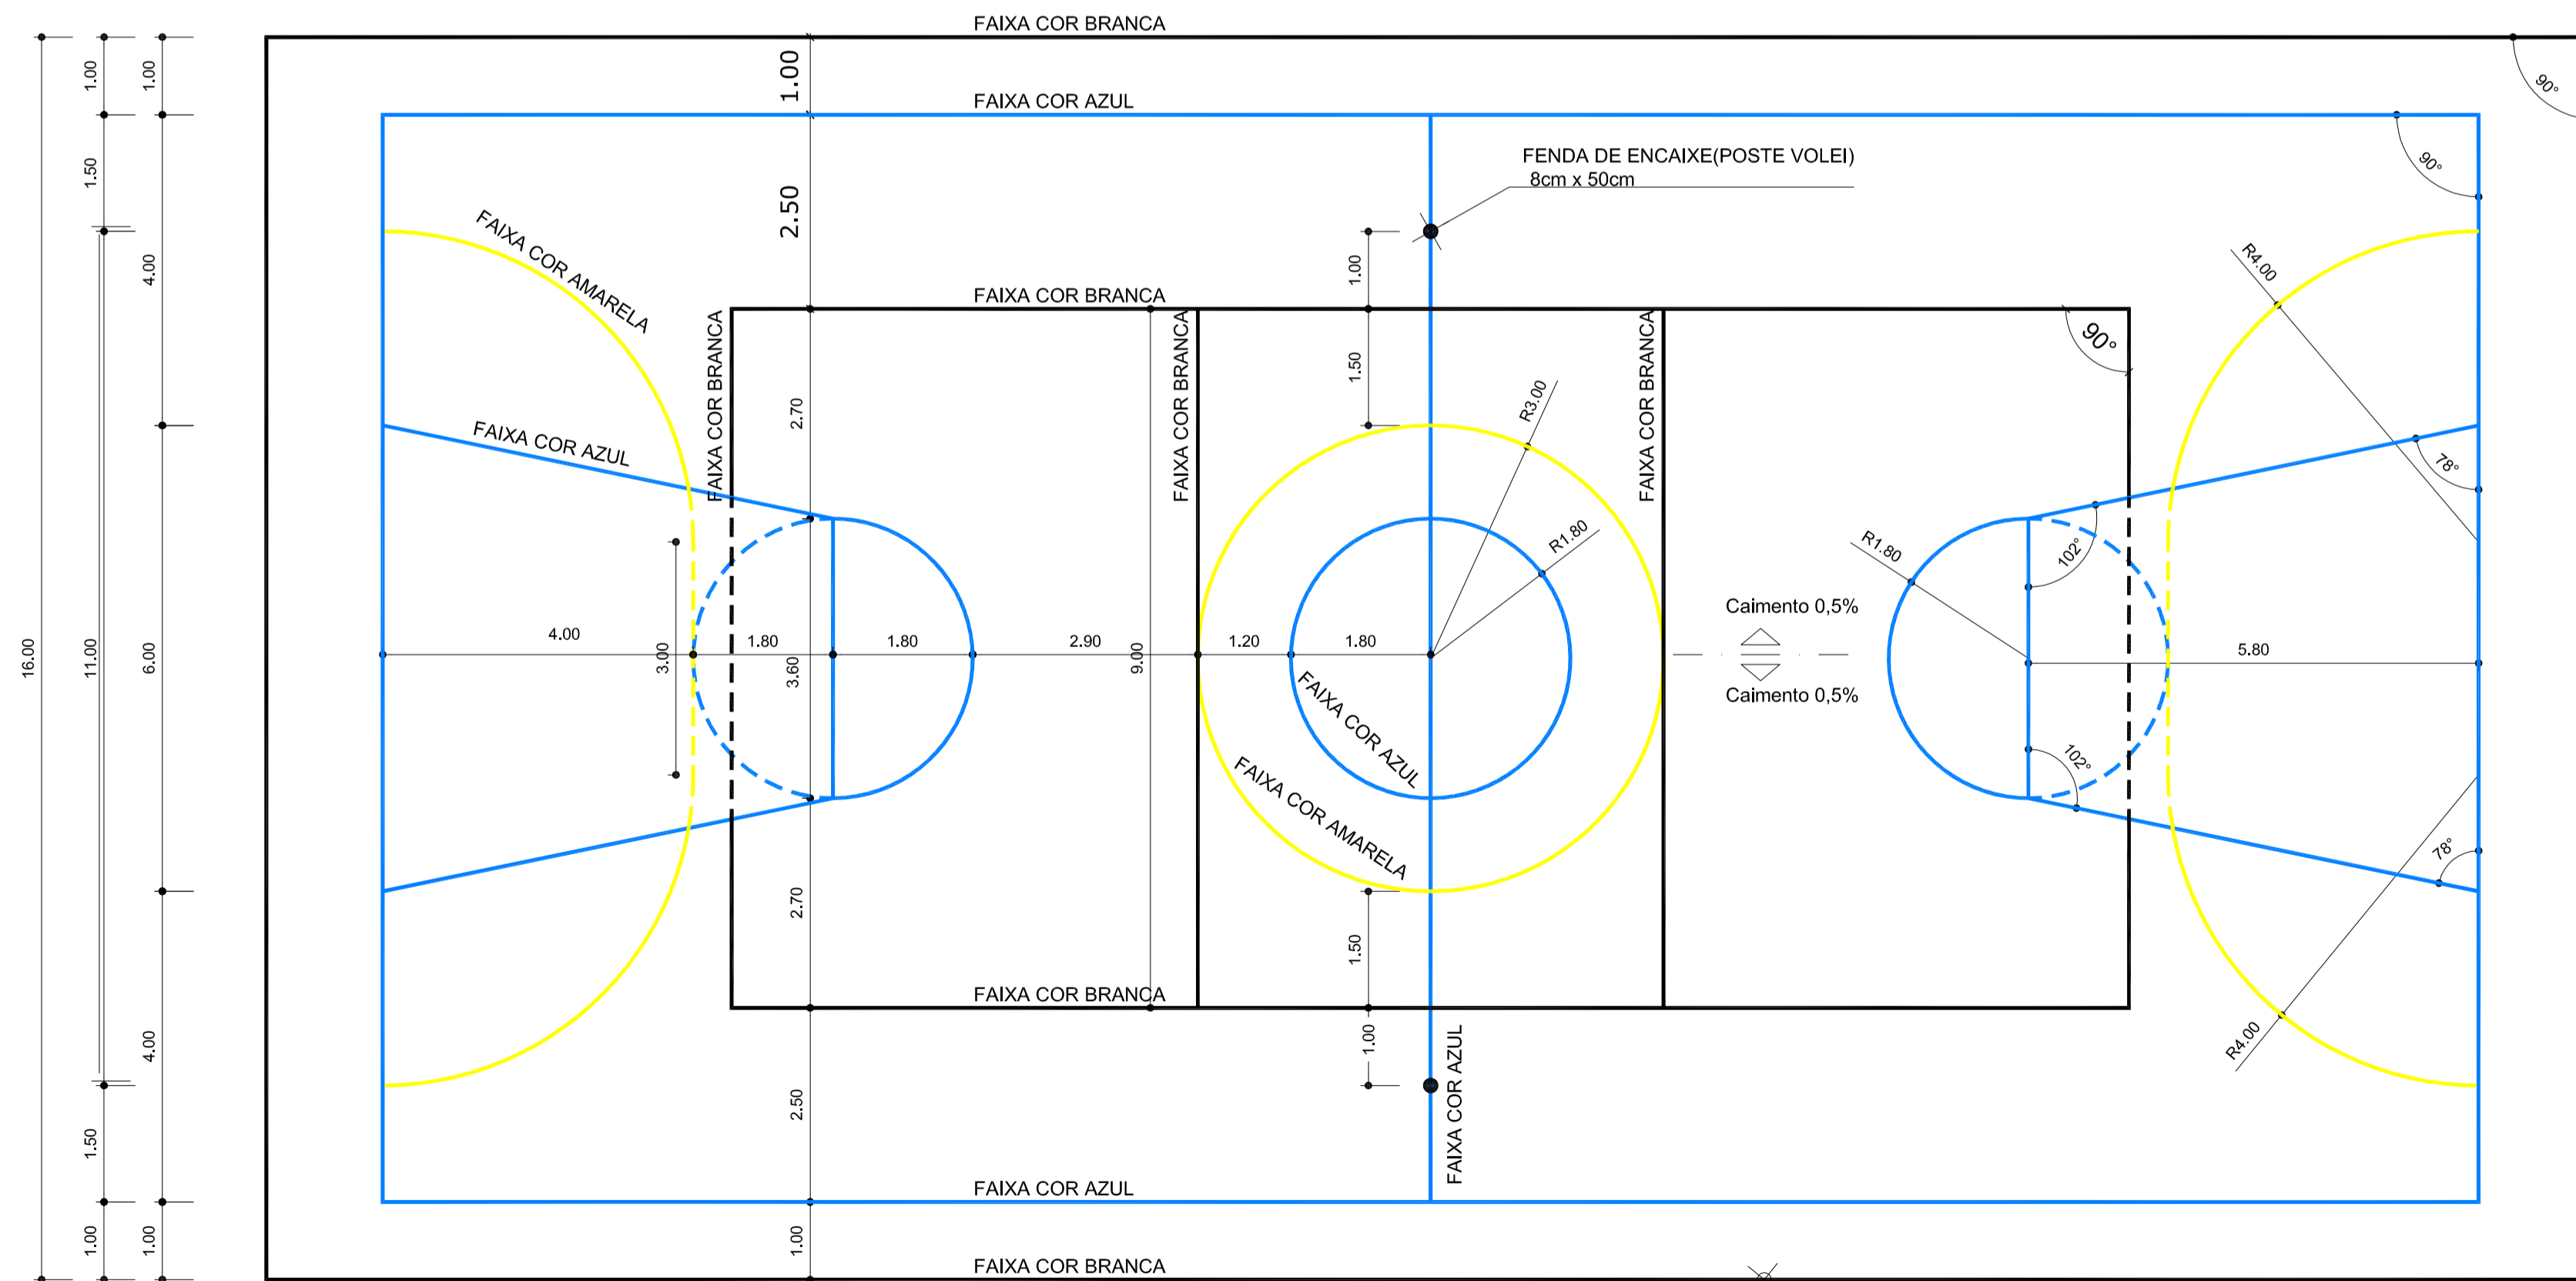 FAIXA COR BRANCA
1.00
1.00
1.00
90°
FAIXA COR AZUL
FENDA DE ENCAIXE(POSTE VOLEI)
8cm x 50cm
1.50
2.50
90°
FAIXA COR AMARELA
4.00
1.00
R4.00
FAIXA COR BRANCA
FAIXA COR BRANCA
FAIXA COR BRANCA
FAIXA COR BRANCA
90°
1.50
R3.00
2.70
FAIXA COR AZUL
78°
R1.80
R1.80
102°
Caimento 0,5%
16.00
11.00
6.00
4.00
3.00
1.80
3.60
1.80
2.90
9.00
1.20
1.80
5.80
Caimento 0,5%
FAIXA COR AZUL
102°
FAIXA COR AMARELA
78°
2.70
1.50
FAIXA COR BRANCA
4.00
1.00
R4.00
FAIXA COR AZUL
2.50
1.50
FAIXA COR AZUL
1.00
1.00
1.00
FAIXA COR BRANCA